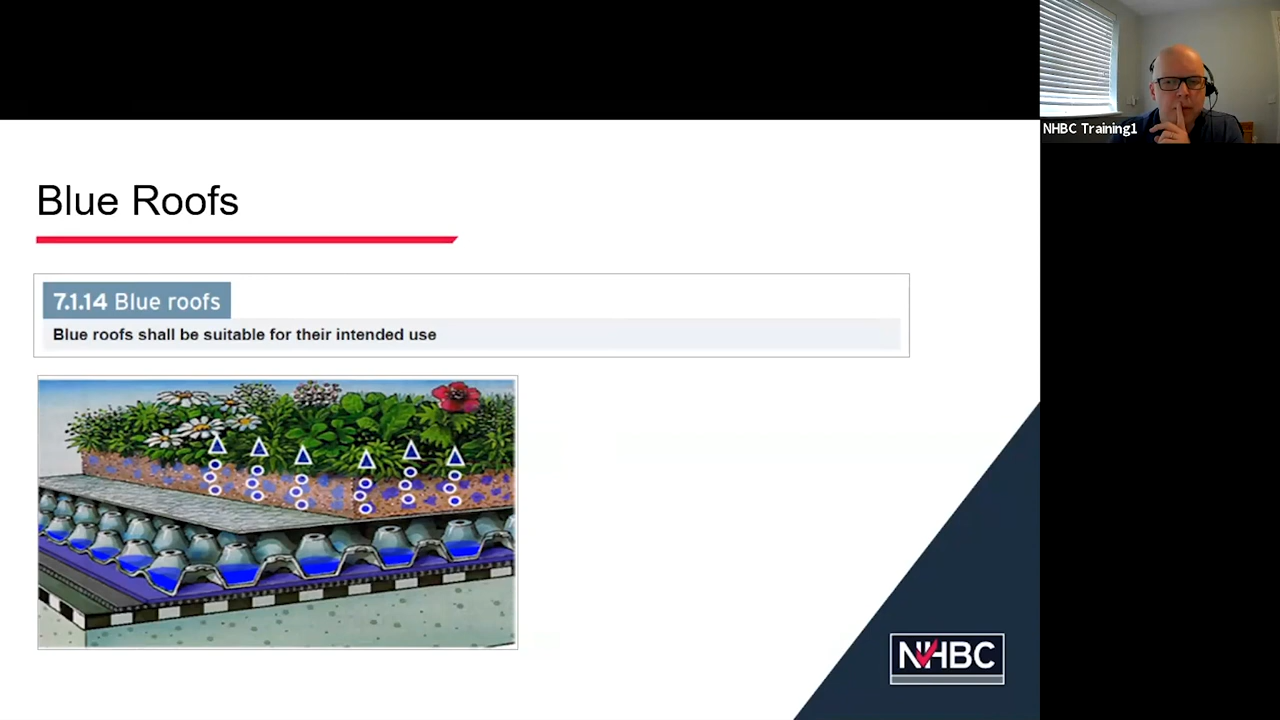 NHBC Training1
Blue Roofs
7.1.14 Blue roofs
Blue roofs shall be suitable for their intended use
NHBC